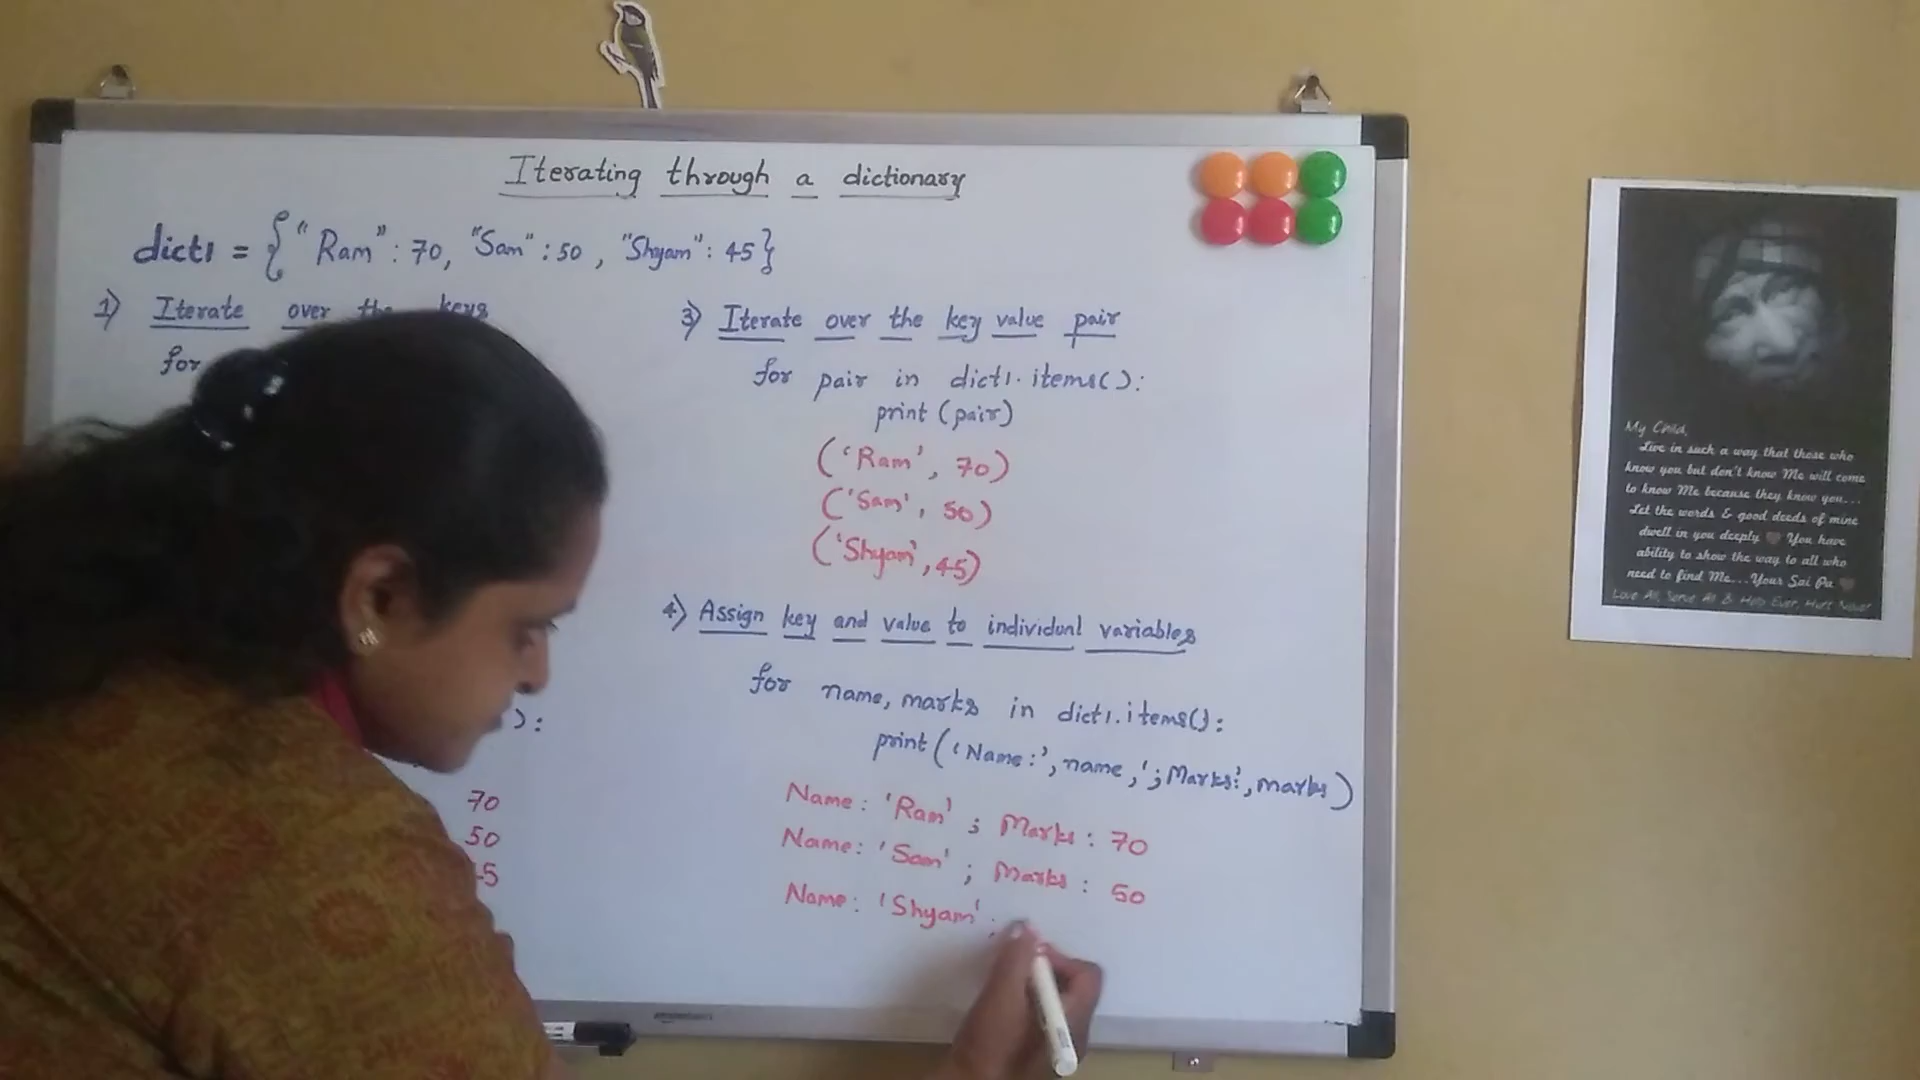 Iterating through a dictionary
dict1 = {"Ram": 70, "Sam": 50, "Shyam": 45}
1) Iterate over the keys
for
):
70
50
45
3) Iterate over the key value pair
for pair in dict1.items():
print (pair)
('Ram', 70)
('Sam', 50)
('Shyam', 45)
4) Assign key and value to individual variables
for name, marks in dict1.items():
print('Name:', name, '; Marks:', marks)
Name: 'Ram' ; Marks: 70
Name: 'Sam' ; Marks: 50
Name: 'Shyam' ;
My Child,
Live in such a way that those who
know you but don't know Me will come
to know Me because they know you...
Let the words & good deeds of mine
dwell in you deeply You have
ability to show the way to all who
need to find Me...Your Sai Pa
Love All, Serve All & Help Ever, Hurt Never